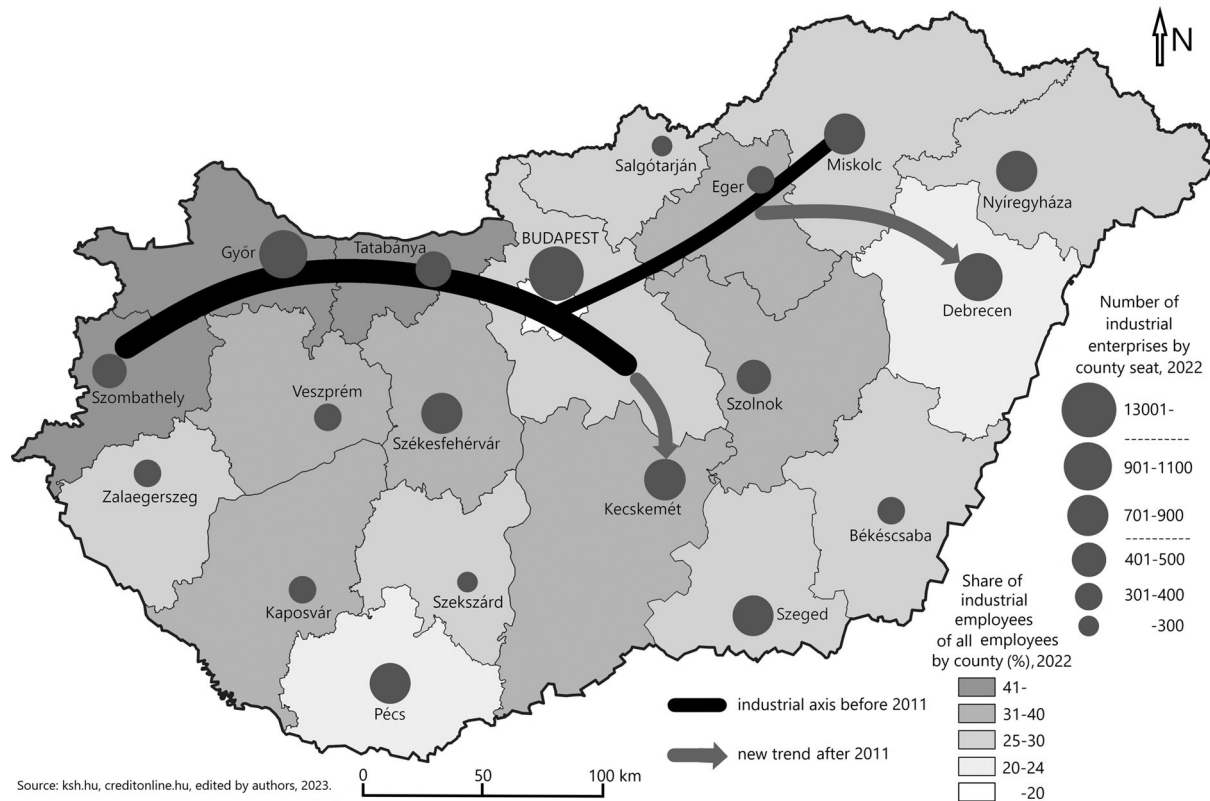 N
Salgótarján
Miskolc
Eger
Nyíregyháza
BUDAPEST
Győr
Tatabánya
Debrecen
Szombathely
Veszprém
Székesfehérvár
Szolnok
Zalaegerszeg
Kecskemét
Békéscsaba
Kaposvár
Szekszárd
Szeged
Pécs
Number of
industrial
enterprises by
county seat, 2022
13001-
901-1100
701-900
401-500
301-400
-300
Share of
industrial
employees
of all employees
by county (%), 2022
41-
31-40
25-30
20-24
-20
industrial axis before 2011
new trend after 2011
0 50 100 km
Source: ksh.hu, creditonline.hu, edited by authors, 2023.